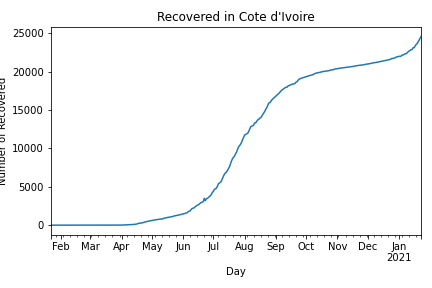 Recovered in Cote d'Ivoire
Number of Recovered
25000
20000
15000
10000
5000
0
Feb Mar Apr May Jun Jul Aug Sep Oct Nov Dec Jan
2021
Day